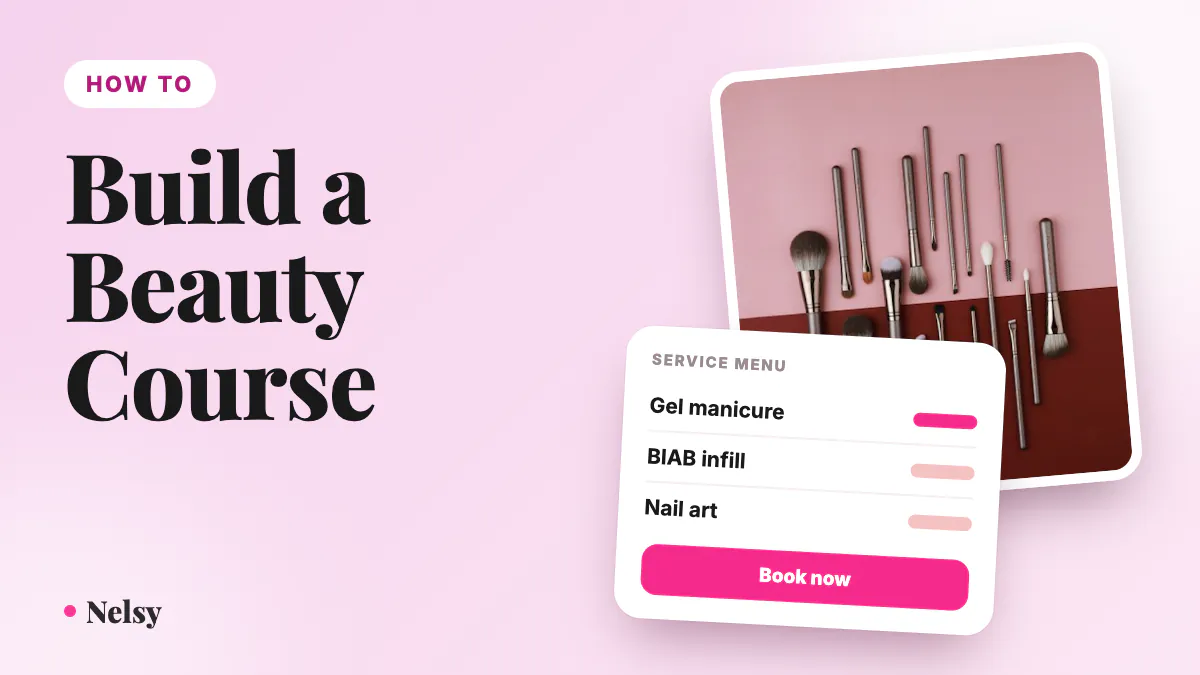 HOW TO
Build a
Beauty
Course
SERVICE MENU
Gel manicure
BIAB infill
Nail art
Book now
Nelsy